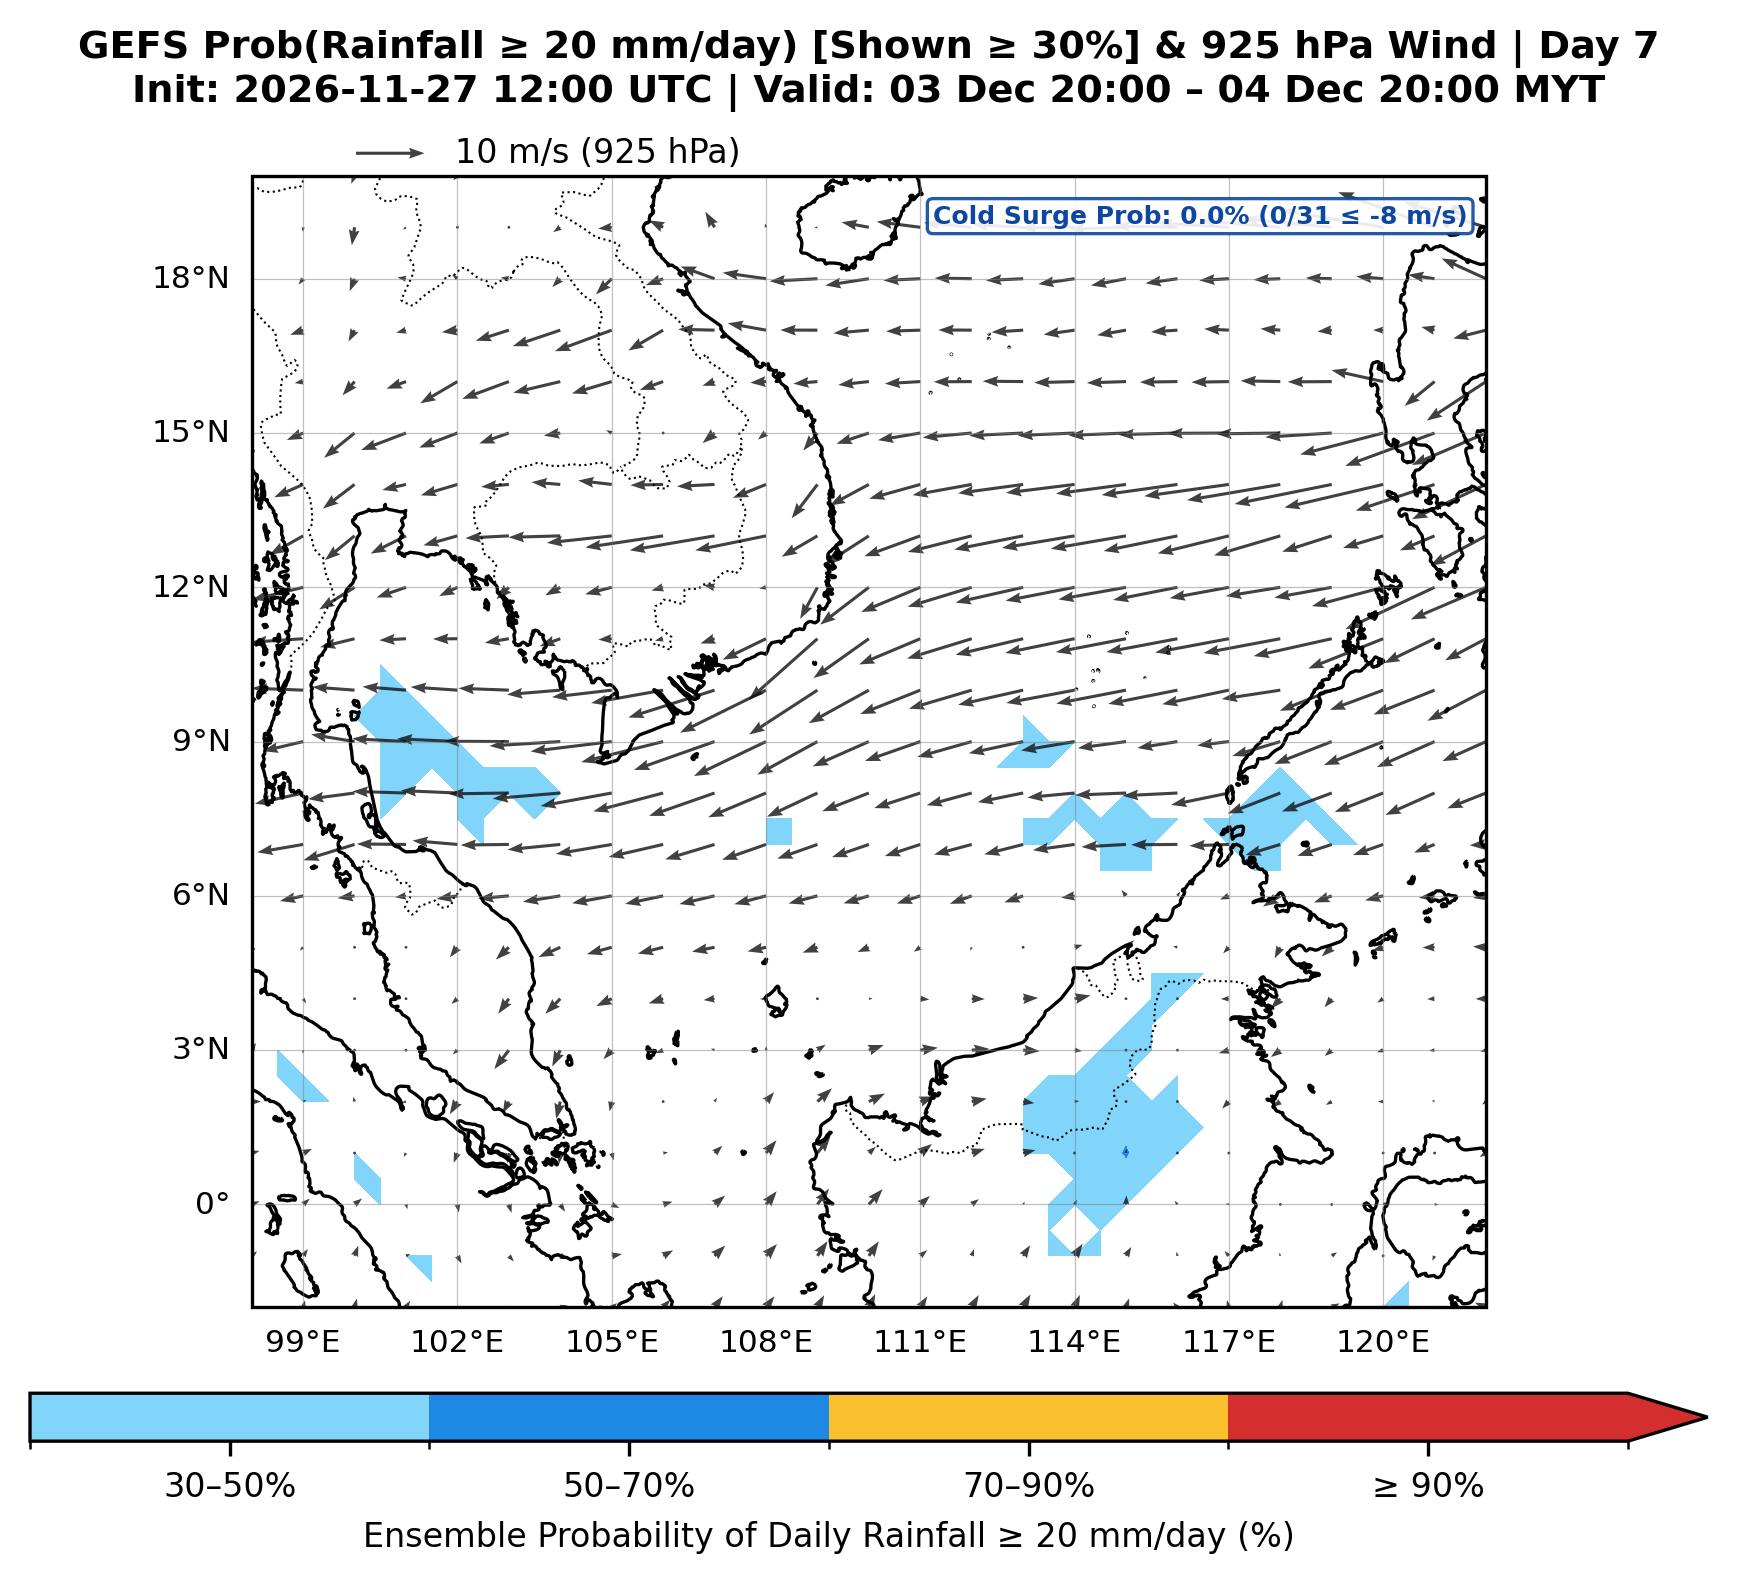 GEFS Prob(Rainfall ≥ 20 mm/day) [Shown ≥ 30%] & 925 hPa Wind | Day 7
Init: 2026-11-27 12:00 UTC | Valid: 03 Dec 20:00 – 04 Dec 20:00 MYT
10 m/s (925 hPa)
Cold Surge Prob: 0.0% (0/31 ≤ -8 m/s)
18°N
15°N
12°N
9°N
6°N
3°N
0°
99°E 102°E 105°E 108°E 111°E 114°E 117°E 120°E
30–50% 50–70% 70–90% ≥ 90%
Ensemble Probability of Daily Rainfall ≥ 20 mm/day (%)